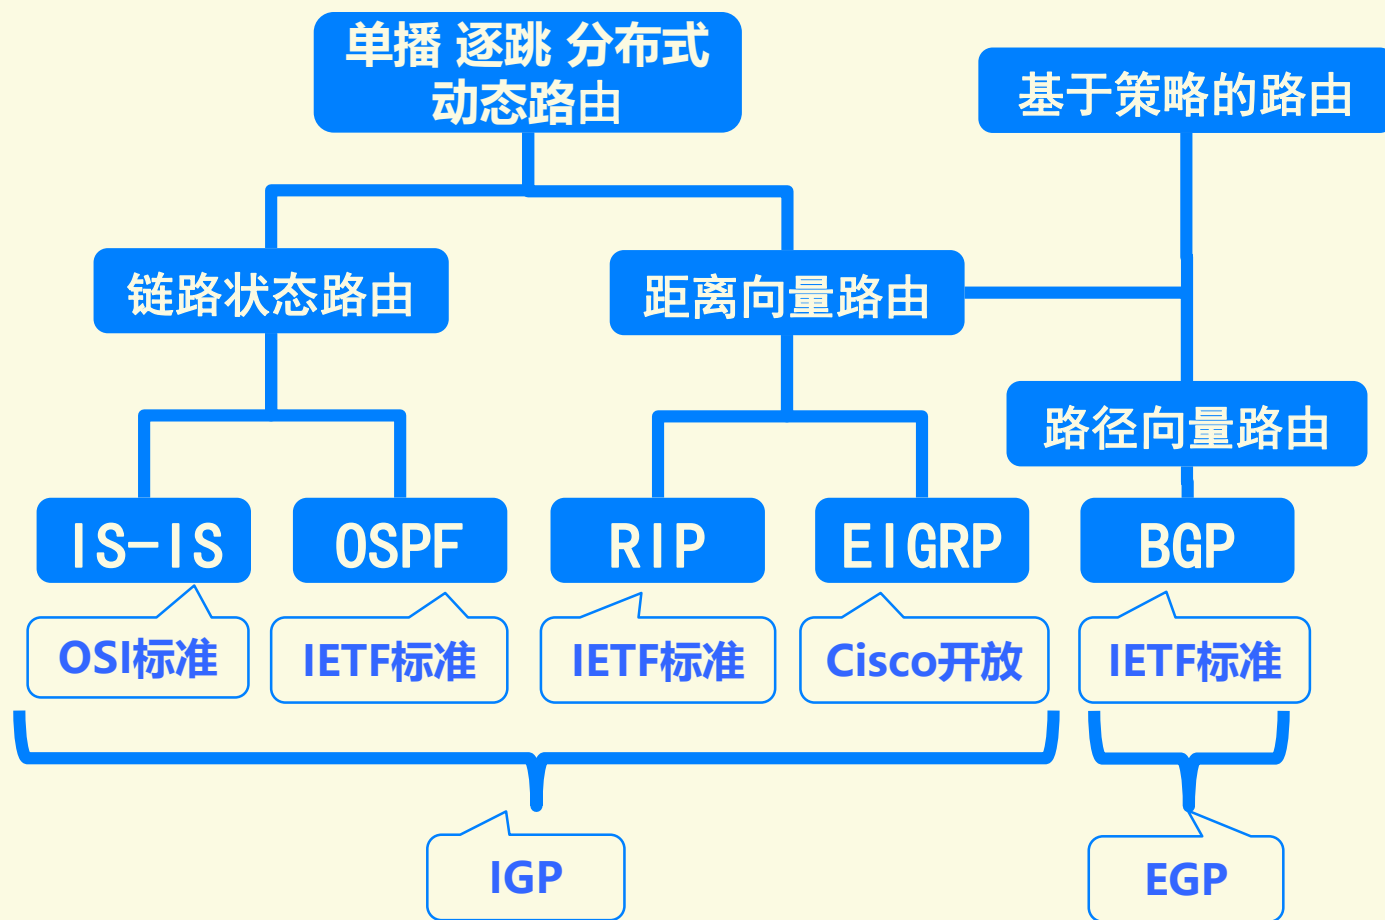 单播 逐跳 分布式
动态路由
基于策略的路由
链路状态路由
距离向量路由
路径向量路由
IS-IS
OSPF
RIP
EIGRP
BGP
OSI标准
IETF标准
IETF标准
Cisco开放
IETF标准
IGP
EGP